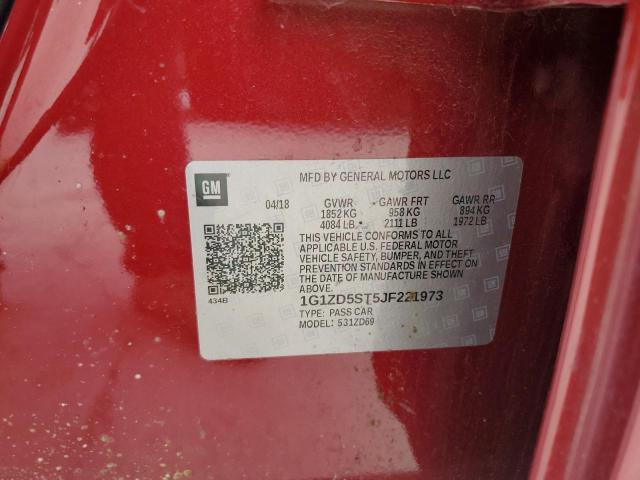 MFD BY GENERAL MOTORS LLC
GM
04/18 GVWR GAWR FRT GAWR RR
1852 KG 958 KG 894 KG
4084 LB 2111 LB 1972 LB
THIS VEHICLE CONFORMS TO ALL
APPLICABLE U.S. FEDERAL MOTOR
VEHICLE SAFETY, BUMPER, AND THEFT
PREVENTION STANDARDS IN EFFECT ON
THE DATE OF MANUFACTURE SHOWN
ABOVE.
434B
1G1ZD5ST5JF221973
TYPE: PASS CAR
MODEL: 531ZD69